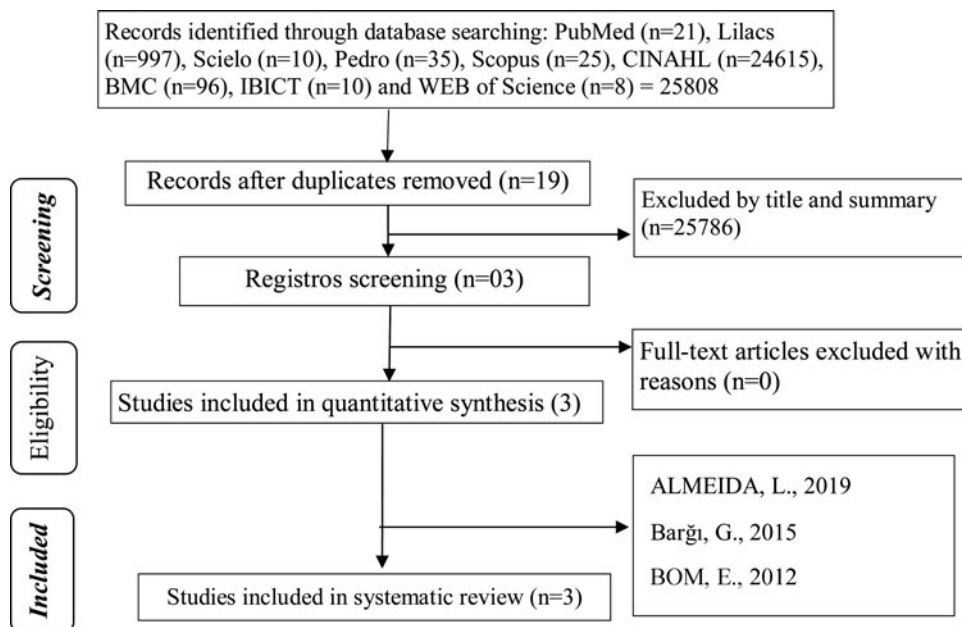 Records identified through database searching: PubMed (n=21), Lilacs
(n=997), Scielo (n=10), Pedro (n=35), Scopus (n=25), CINAHL (n=24615),
BMC (n=96), IBICT (n=10) and WEB of Science (n=8) = 25808
Records after duplicates removed (n=19)
Excluded by title and summary
(n=25786)
Screening
Registros screening (n=03)
Full-text articles excluded with
reasons (n=0)
Eligibility
Studies included in quantitative synthesis (3)
ALMEIDA, L., 2019
Barğı, G., 2015
BOM, E., 2012
Included
Studies included in systematic review (n=3)